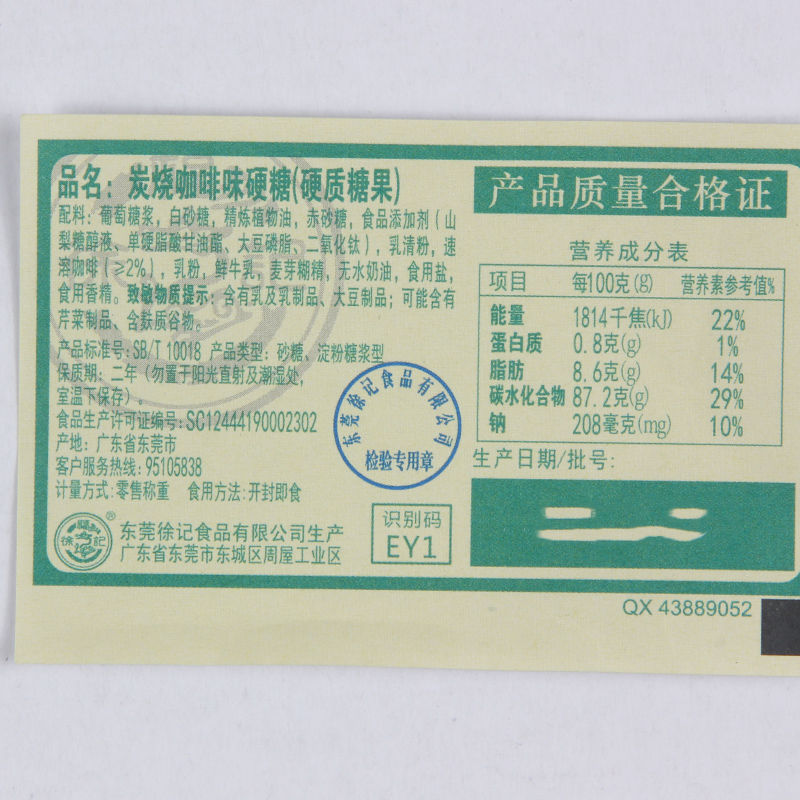 品名：炭烧咖啡味硬糖(硬质糖果)
配料：葡萄糖浆，白砂糖，精炼植物油，赤砂糖，食品添加剂（山
梨糖醇液、单硬脂酸甘油酯、大豆磷脂、二氧化钛），乳清粉，速
溶咖啡（≥2%），乳粉，鲜牛乳，麦芽糊精，无水奶油，食用盐，
食用香精。致敏物质提示：含有乳及乳制品、大豆制品；可能含有
芹菜制品、含麸质谷物。
产品标准号：SB/T 10018 产品类型：砂糖、淀粉糖浆型
保质期：二年（勿置于阳光直射及潮湿处，
室温下保存）。
食品生产许可证编号：SC12444190002302
产地：广东省东莞市
客户服务热线：95105838
计量方式：零售称重 食用方法：开封即食
徐 記
®
东莞徐记食品有限公司生产
广东省东莞市东城区周屋工业区
东莞徐记食品有限公司
检验专用章
识别码
EY1
产品质量合格证
营养成分表
项目 每100克(g) 营养素参考值%
能量 1814千焦(kJ) 22%
蛋白质 0.8克(g) 1%
脂肪 8.6克(g) 14%
碳水化合物 87.2克(g) 29%
钠 208毫克(mg) 10%
生产日期/批号：
QX 43889052